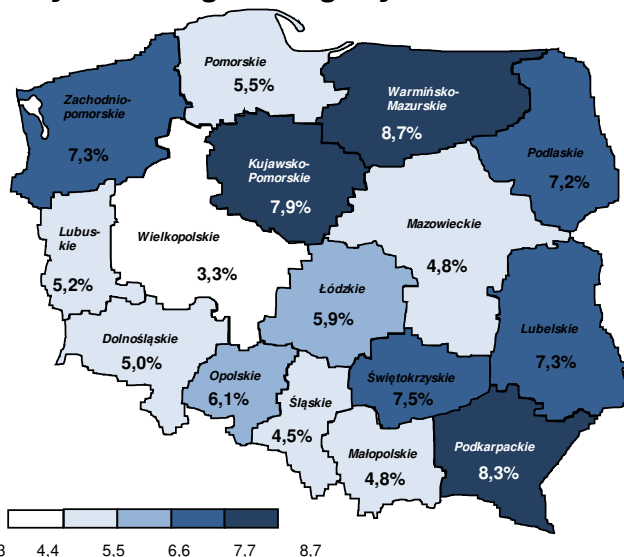 Pomorskie
5,5%
Zachodnio-
pomorskie
7,3%
Warmińsko-
Mazurskie
8,7%
Podlaskie
7,2%
Kujawsko-
Pomorskie
7,9%
Lubus-
kie
5,2%
Wielkopolskie
3,3%
Mazowieckie
4,8%
Łódzkie
5,9%
Dolnośląskie
5,0%
Opolskie
6,1%
Śląskie
4,5%
Świętokrzyskie
7,5%
Lubelskie
7,3%
Małopolskie
4,8%
Podkarpackie
8,3%
4,4 5,5 6,6 7,7 8,7